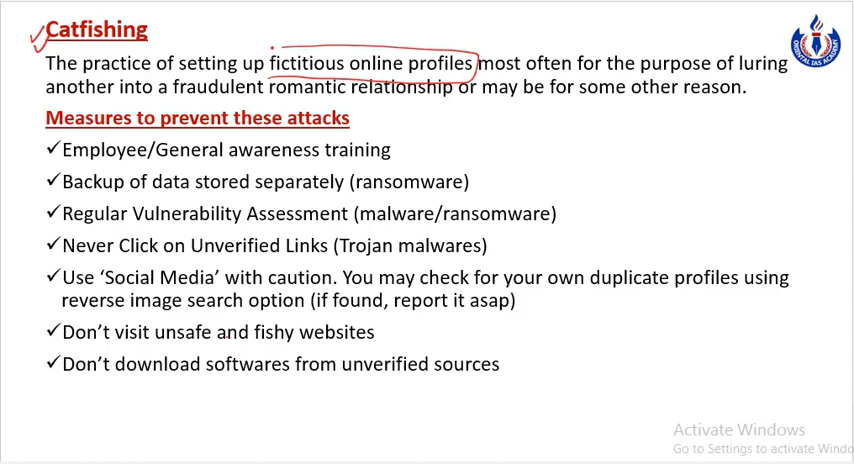 Catfishing
The practice of setting up fictitious online profiles most often for the purpose of luring
another into a fraudulent romantic relationship or may be for some other reason.
Measures to prevent these attacks
✓Employee/General awareness training
✓Backup of data stored separately (ransomware)
✓Regular Vulnerability Assessment (malware/ransomware)
✓Never Click on Unverified Links (Trojan malwares)
✓Use ‘Social Media’ with caution. You may check for your own duplicate profiles using
reverse image search option (if found, report it asap)
✓Don’t visit unsafe and fishy websites
✓Don’t download softwares from unverified sources
ORIENTAL IAS ACADEMY
Activate Windows
Go to Settings to activate Windo